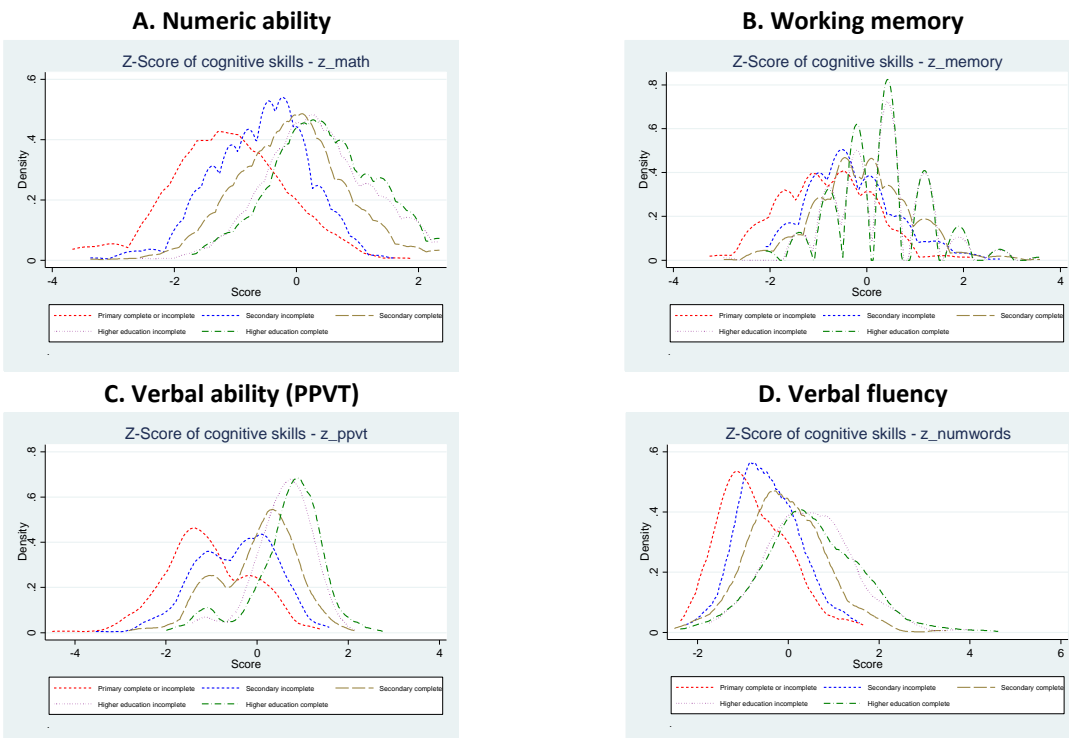 A. Numeric ability
Z-Score of cognitive skills - z_math
.6
.4
.2
0
Density
-4
-2
0
2
Score
Primary complete or incomplete
Secondary incomplete
Secondary complete
Higher education incomplete
Higher education complete
.
B. Working memory
Z-Score of cognitive skills - z_memory
.8
.6
.4
.2
0
Density
-4
-2
0
2
4
Score
Primary complete or incomplete
Secondary incomplete
Secondary complete
Higher education incomplete
Higher education complete
.
C. Verbal ability (PPVT)
Z-Score of cognitive skills - z_ppvt
.8
.6
.4
.2
0
Density
-4
-2
0
2
4
Score
Primary complete or incomplete
Secondary incomplete
Secondary complete
Higher education incomplete
Higher education complete
.
D. Verbal fluency
Z-Score of cognitive skills - z_numwords
.6
.4
.2
0
Density
-2
0
2
4
6
Score
Primary complete or incomplete
Secondary incomplete
Secondary complete
Higher education incomplete
Higher education complete
.